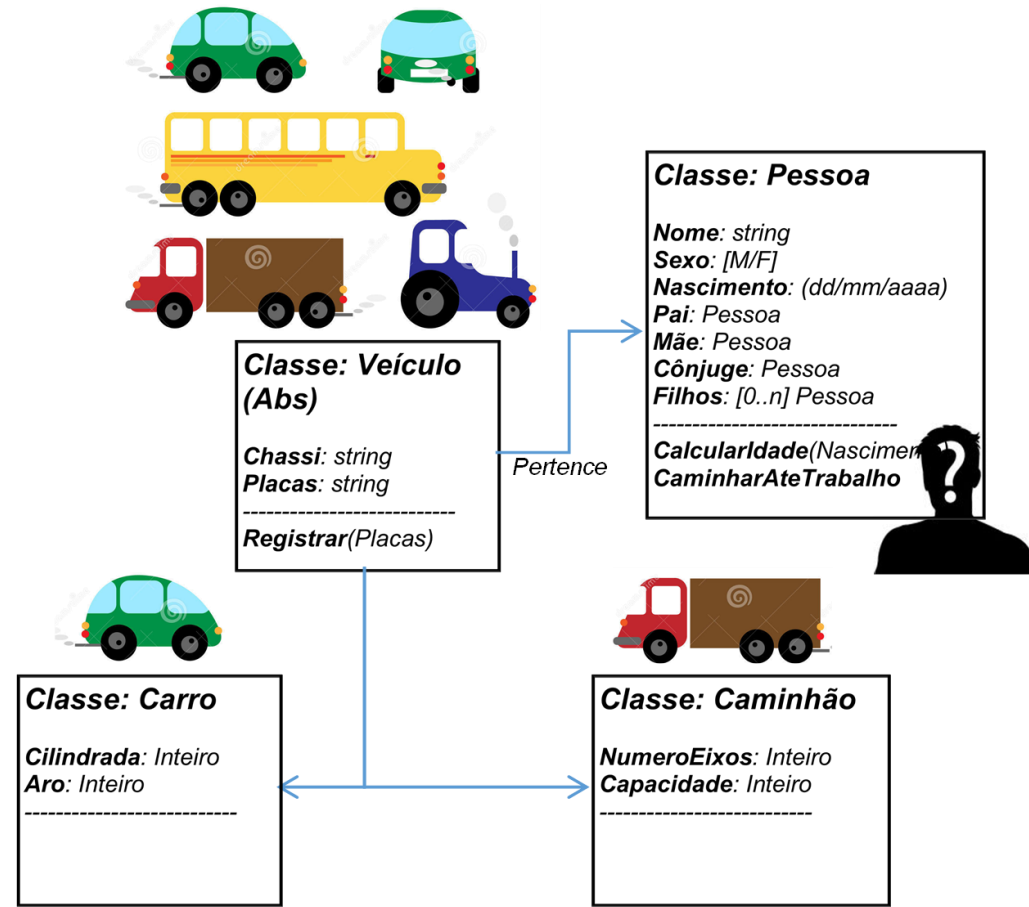 Classe: Pessoa
Nome: string
Sexo: [M/F]
Nascimento: (dd/mm/aaaa)
Pai: Pessoa
Mãe: Pessoa
Cônjuge: Pessoa
Filhos: [0..n] Pessoa
-------------------------------
CalcularIdade(Nascimen
CaminharAteTrabalho
?
Classe: Veículo
(Abs)
Chassi: string
Placas: string
---------------------------
Registrar(Placas)
Pertence
Classe: Carro
Cilindrada: Inteiro
Aro: Inteiro
---------------------------
Classe: Caminhão
NumeroEixos: Inteiro
Capacidade: Inteiro
---------------------------